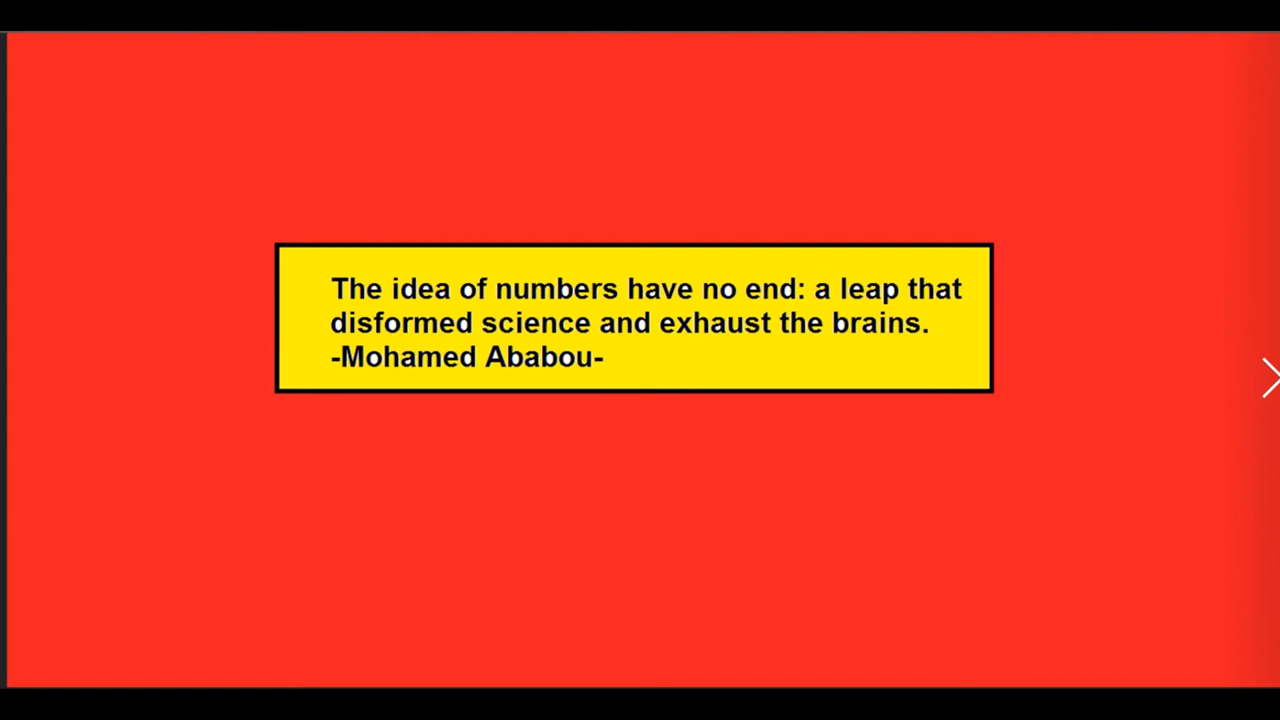 The idea of numbers have no end: a leap that
disformed science and exhaust the brains.
-Mohamed Ababou-